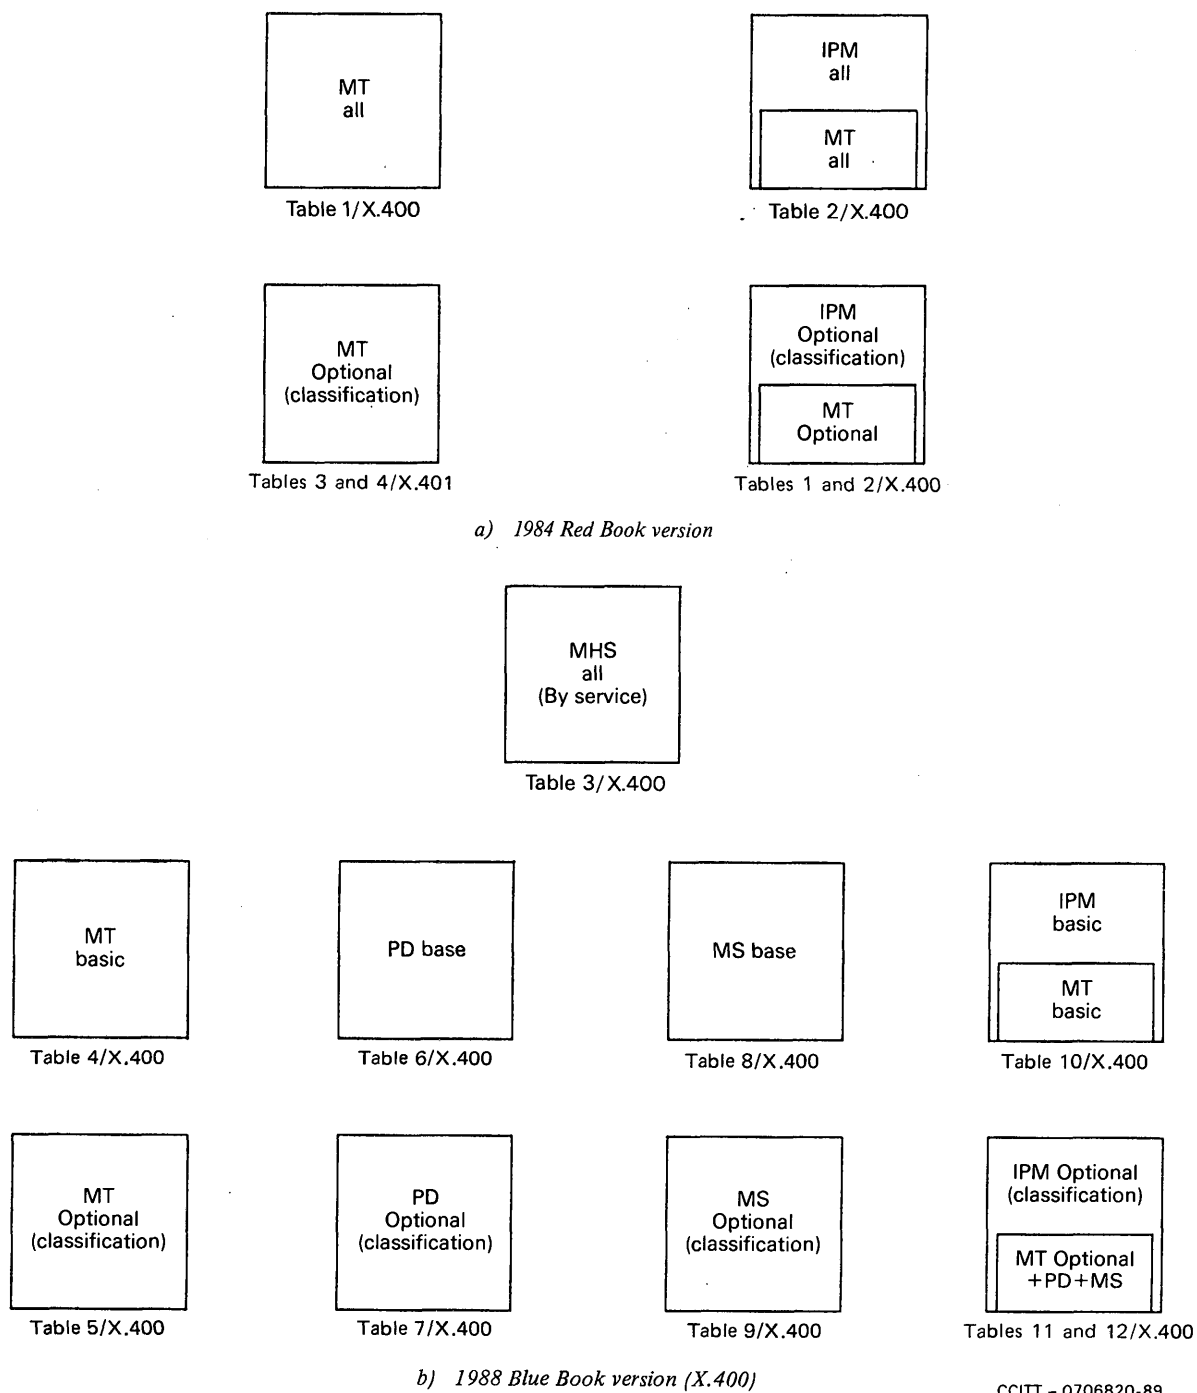 MT
all
Table 1/X.400
IPM
all
MT
all
Table 2/X.400
MT
Optional
(classification)
Tables 3 and 4/X.401
IPM
Optional
(classification)
MT
Optional
Tables 1 and 2/X.400
a) 1984 Red Book version
MHS
all
(By service)
Table 3/X.400
MT
basic
Table 4/X.400
PD base
Table 6/X.400
MS base
Table 8/X.400
IPM
basic
MT
basic
Table 10/X.400
MT
Optional
(classification)
Table 5/X.400
PD
Optional
(classification)
Table 7/X.400
MS
Optional
(classification)
Table 9/X.400
IPM Optional
(classification)
MT Optional
+PD+MS
Tables 11 and 12/X.400
b) 1988 Blue Book version (X.400)
CCITT – 0706820-89